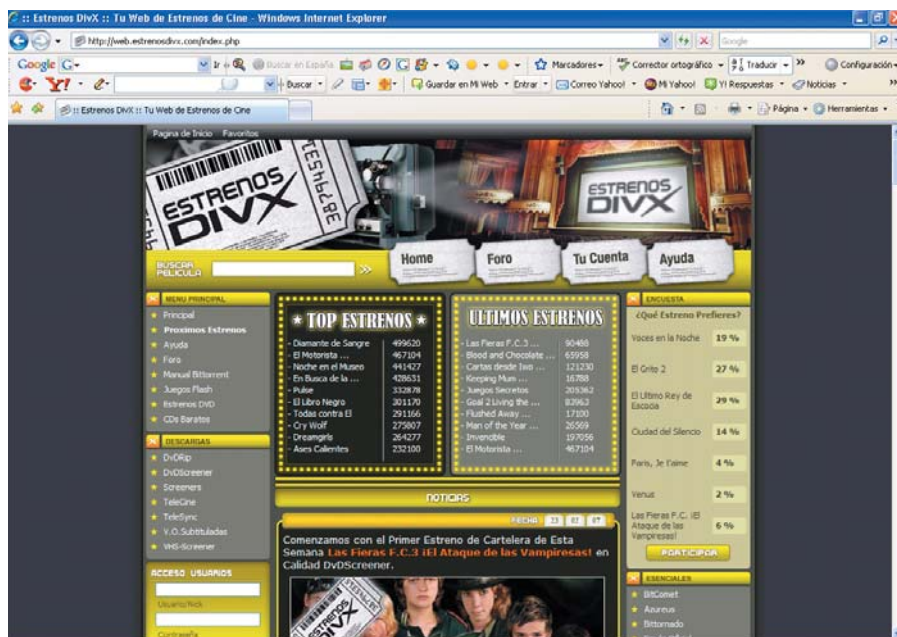 :: Estrenos DivX :: Tu Web de Estrenos de Cine - Windows Internet Explorer
http://web.estrenosdivx.com/index.php
Google
Google G
Ir
Buscar en España
Marcadores
Corrector ortográfico
Traducir
Configuración
Y!
Buscar
Guardar en Mi Web
Entrar
Correo Yahoo!
Mi Yahoo!
Y! Respuestas
Noticias
:: Estrenos DivX :: Tu Web de Estrenos de Cine
Página
Herramientas
Pagina de Inicio Favoritos
ESTRENOS DIVX
3874531
ESTRENOS
DIVX
BUSCAR
PELICULA
Home
Foro
Tu Cuenta
Ayuda
MENU PRINCIPAL
Principal
Proximos Estrenos
Ayuda
Foro
Manual Bittorrent
Juegos Flash
Estrenos DVD
CDs Baratos
DESCARGAS
DvDRip
DvDScreener
Screeners
TeleCine
TeleSync
V.O.Subtituladas
VHS-Screener
ACCESO USUARIOS
Usuario/Nick
Contraseña
TOP ESTRENOS
- Diamante de Sangre 499620
- El Motorista ... 467104
- Noche en el Museo 441427
- En Busca de la ... 428631
- Pulse 332878
- El Libro Negro 301170
- Todas contra El 291166
- Cry Wolf 275807
- Dreamgirls 264277
- Ases Calientes 232100
ULTIMOS ESTRENOS
- Las Fieras F.C.3 ... 90488
- Blood and Chocolate ... 65958
- Cartas desde Iwo ... 121230
- Keeping Mum ... 16788
- Juegos Secretos 205362
- Goal 2 Living the ... 83963
- Flushed Away ... 17100
- Man of the Year ... 26569
- Invencible 197056
- El Motorista ... 467104
NOTICIAS
FECHA 23 02 07
Comenzamos con el Primer Estreno de Cartelera de Esta
Semana Las Fieras F.C.3 ¡El Ataque de las Vampiresas! en
Calidad DvDScreener.
ESTRENOS
ENCUESTA
¿Qué Estreno Prefieres?
Voces en la Noche 19 %
El Grito 2 27 %
El Ultimo Rey de
Escocia 29 %
Ciudad del Silencio 14 %
Paris, Je t'aime 4 %
Venus 2 %
Las Fieras F.C. ¡El
Ataque de las
Vampiresas! 6 %
PARTICIPAR
ESENCIALES
BitComet
Azureus
Bittornado